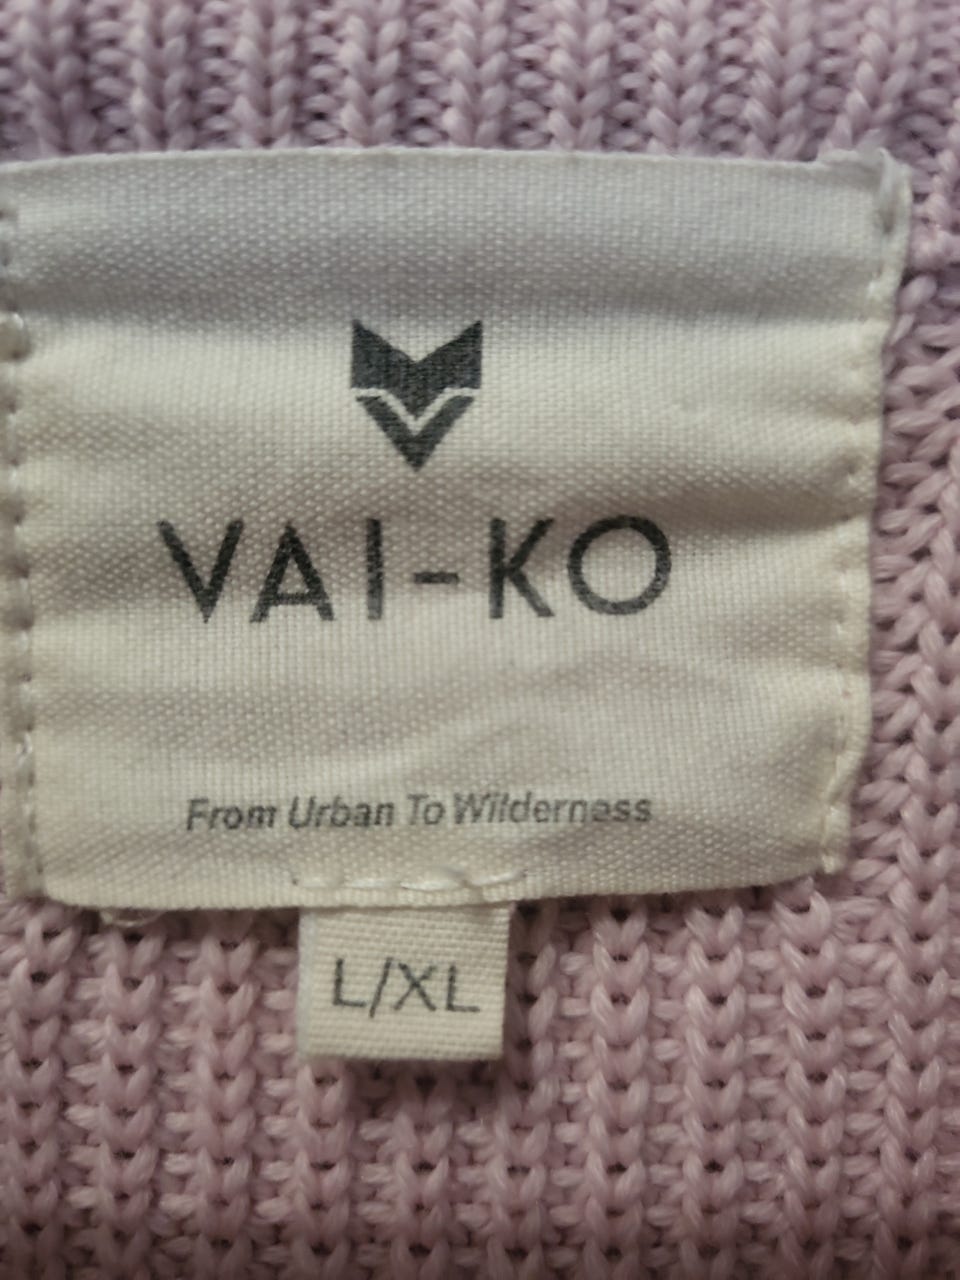 VAI-KO
From Urban To Wilderness
L/XL